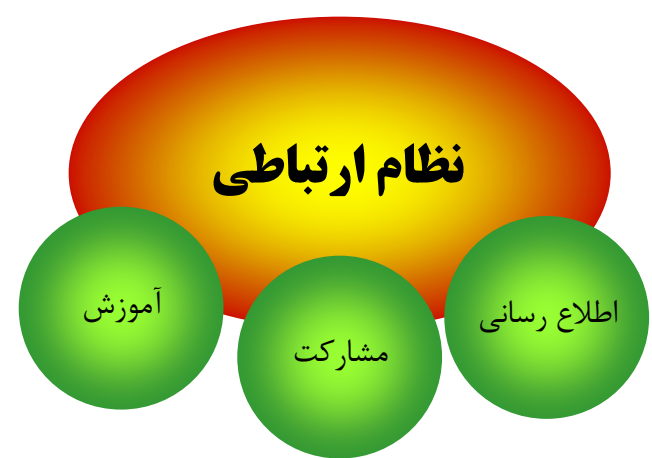 نظام ارتباطی
اطلاع رسانی
مشارکت
آموزش